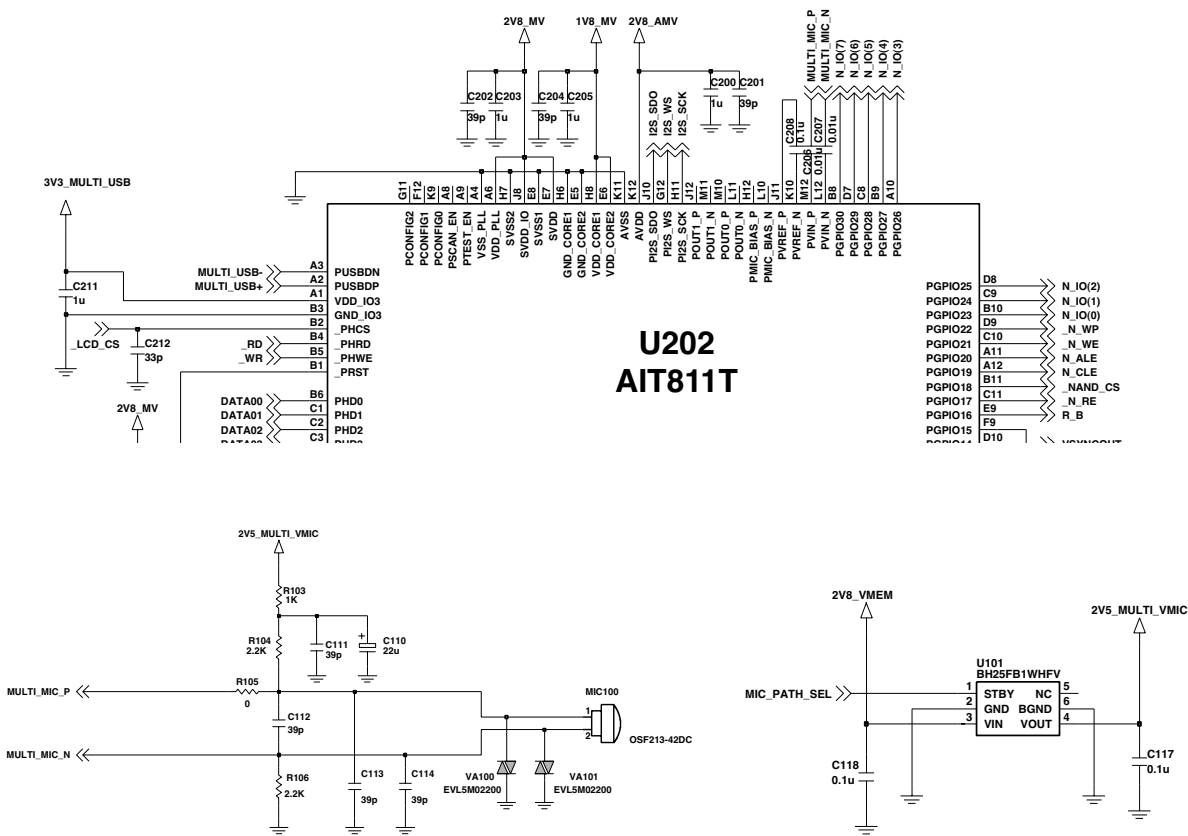 2V8_MV
1V8_MV
2V8_AMV
MULTI_MIC_P
MULTI_MIC_N
N_IO(7)
N_IO(6)
N_IO(5)
N_IO(4)
N_IO(3)
C202
39p
C203
1u
C204
39p
C205
1u
I2S_SDO
I2S_WS
I2S_SCK
C200
1u
C201
39p
C208
0.1u
C206
0.01u
C207
0.01u
3V3_MULTI_USB
G11
F12
K9
A8
A9
A4
A6
H7
J8
E8
E7
H6
E5
H8
E6
K11
K12
J10
G12
H11
J12
M11
M10
L11
H12
L10
J11
K10
M12
L12
B8
D7
C8
B9
A10
PCONFIG2
PCONFIG1
PCONFIG0
PSCAN_EN
PTEST_EN
VSS_PLL
VDD_PLL
SVSS2
SVDD_IO
SVSS1
SVDD
GND_CORE1
GND_CORE2
VDD_CORE1
VDD_CORE2
AVSS
AVDD
PI2S_SDO
PI2S_WS
PI2S_SCK
POUT1_P
POUT1_N
POUT0_P
POUT0_N
PMIC_BIAS_P
PMIC_BIAS_N
PVREF_P
PVREF_N
PVIN_P
PVIN_N
PGPIO30
PGPIO29
PGPIO28
PGPIO27
PGPIO26
MULTI_USB- A3 PUSBDN
MULTI_USB+ A2 PUSBDP
A1 VDD_IO3
B3 GND_IO3
_LCD_CS B2 _PHCS
_RD B4 _PHRD
_WR B5 _PHWE
B1 _PRST
C211
1u
C212
33p
2V8_MV
DATA00 B6 PHD0
DATA01 C1 PHD1
DATA02 C2 PHD2
DATA03 C3 PHD3
U202
AIT811T
PGPIO25 D8 N_IO(2)
PGPIO24 C9 N_IO(1)
PGPIO23 B10 N_IO(0)
PGPIO22 D9 _N_WP
PGPIO21 C10 _N_WE
PGPIO20 A11 N_ALE
PGPIO19 A12 N_CLE
PGPIO18 B11 _NAND_CS
PGPIO17 C11 _N_RE
PGPIO16 E9 R_B
PGPIO15 F9
PGPIO14 D10 VSYNCOUT
2V5_MULTI_VMIC
R103
1K
R104
2.2K
C111
39p
+
C110
22u
MULTI_MIC_P
R105
0
C112
39p
MULTI_MIC_N
R106
2.2K
C113
39p
C114
39p
MIC100
1
2
OSF213-42DC
VA100
EVL5M02200
VA101
EVL5M02200
2V8_VMEM
2V5_MULTI_VMIC
U101
BH25FB1WHFV
MIC_PATH_SEL
1 STBY NC 5
2 GND BGND 6
3 VIN VOUT 4
C118
0.1u
C117
0.1u